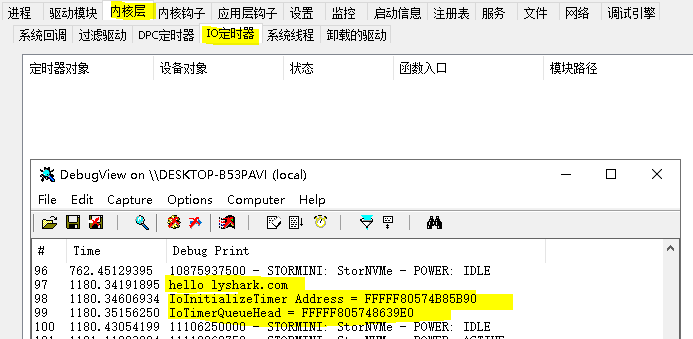 进程 驱动模块 内核层 内核钩子 应用层钩子 设置 监控 启动信息 注册表 服务 文件 网络 调试引擎
系统回调 过滤驱动 DPC定时器 IO定时器 系统线程 卸载的驱动
定时器对象 设备对象 状态 函数入口 模块路径
DebugView on \\DESKTOP-B53PAVI (local)
File Edit Capture Options Computer Help
# Time Debug Print
96 762.45129395 10875937500 - STORMINI: StorNVMe - POWER: IDLE
97 1180.34191895 hello lyshark.com
98 1180.34606934 IoInitializeTimer Address = FFFFF80574B85B90
99 1180.35156250 IoTimerQueueHead = FFFFF805748639E0
100 1180.43054199 11106250000 - STORMINI: StorNVMe - POWER: IDLE